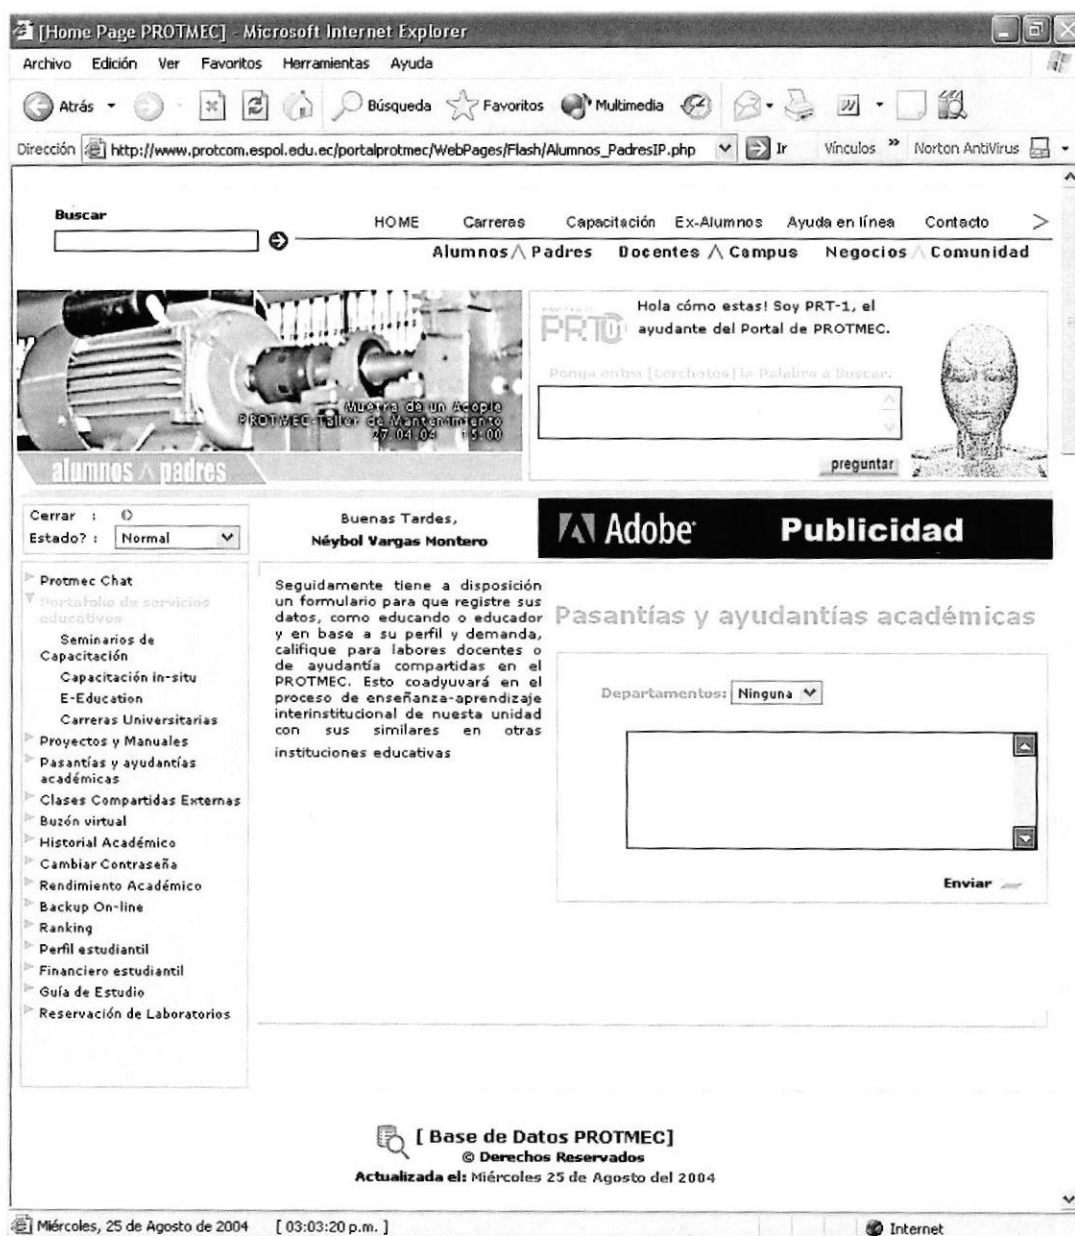 [Home Page PROTMEC] - Microsoft Internet Explorer
Archivo Edición Ver Favoritos Herramientas Ayuda
Atrás Búsqueda Favoritos Multimedia
Dirección http://www.protcom.espol.edu.ec/portalprotmec/WebPages/Flash/Alumnos_PadresIP.php Ir Vínculos » Norton AntiVirus
Buscar
HOME Carreras Capacitación Ex-Alumnos Ayuda en línea Contacto >
Alumnos Λ Padres Docentes Λ Campus Negocios Λ Comunidad
Muetra de un Acople
PROTMEC-Taller de Mantenimiento
27.04.04 15:00
alumnos Λ padres
PRT
Hola cómo estas! Soy PRT-1, el
ayudante del Portal de PROTMEC.
Ponga entre [Corchetes] la Palabra a Buscar.
preguntar
Cerrar :
Estado? : Normal
Buenas Tardes,
Néybol Vargas Montero
Adobe Publicidad
Protmec Chat
Portafolio de servicios
educativos
Seminarios de
Capacitación
Capacitación in-situ
E-Education
Carreras Universitarias
Proyectos y Manuales
Pasantías y ayudantías
académicas
Clases Compartidas Externas
Buzón virtual
Historial Académico
Cambiar Contraseña
Rendimiento Académico
Backup On-line
Ranking
Perfil estudiantil
Financiero estudiantil
Guía de Estudio
Reservación de Laboratorios
Seguidamente tiene a disposición
un formulario para que registre sus
datos, como educando o educador
y en base a su perfil y demanda,
califique para labores docentes o
de ayudantía compartidas en el
PROTMEC. Esto coadyuvará en el
proceso de enseñanza-aprendizaje
interinstitucional de nuesta unidad
con sus similares en otras
instituciones educativas
Pasantías y ayudantías académicas
Departamentos: Ninguna
Enviar
[ Base de Datos PROTMEC]
© Derechos Reservados
Actualizada el: Miércoles 25 de Agosto del 2004
Miércoles, 25 de Agosto de 2004 [ 03:03:20 p.m. ] Internet